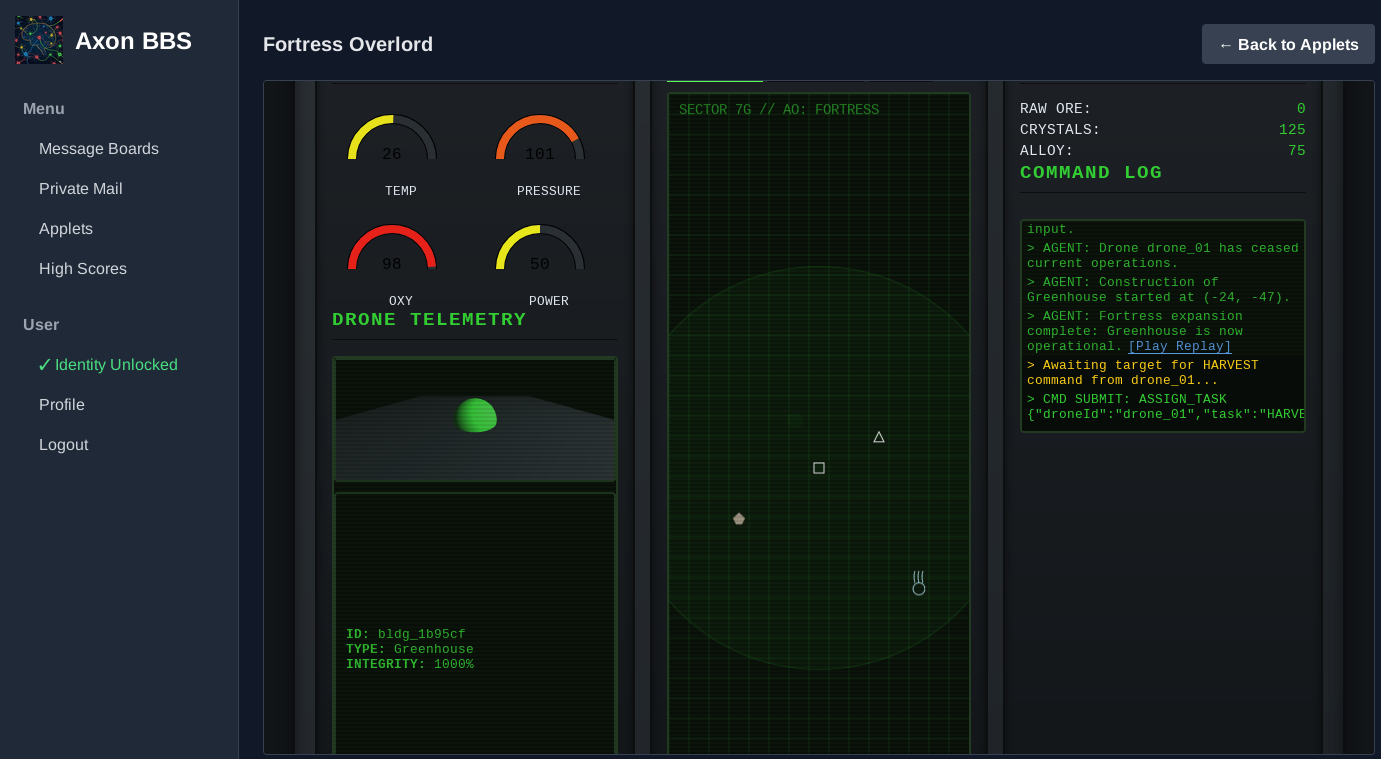 Axon BBS
Menu
Message Boards
Private Mail
Applets
High Scores
User
✓ Identity Unlocked
Profile
Logout
Fortress Overlord
← Back to Applets
26
101
TEMP
PRESSURE
98
50
OXY
POWER
DRONE TELEMETRY
ID: bldg_1b95cf
TYPE: Greenhouse
INTEGRITY: 1000%
SECTOR 7G // AO: FORTRESS
RAW ORE: 0
CRYSTALS: 125
ALLOY: 75
COMMAND LOG
input.
> AGENT: Drone drone_01 has ceased
current operations.
> AGENT: Construction of
Greenhouse started at (-24, -47).
> AGENT: Fortress expansion
complete: Greenhouse is now
operational. [Play Replay]
> Awaiting target for HARVEST
command from drone_01...
> CMD SUBMIT: ASSIGN_TASK
{"droneId":"drone_01","task":"HARVE